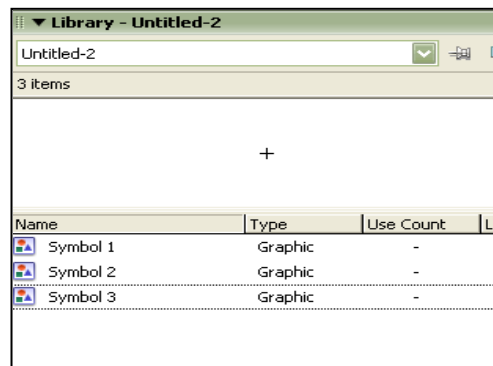 Library - Untitled-2
Untitled-2
3 items
Name Type Use Count L
Symbol 1 Graphic -
Symbol 2 Graphic -
Symbol 3 Graphic -